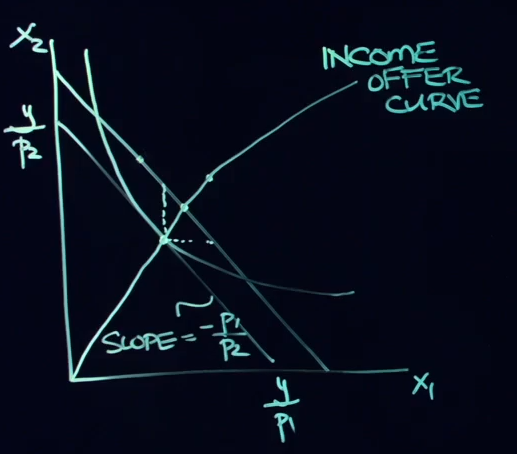 X₂
INCOME
OFFER
CURVE
y/p₂
SLOPE = -p₁/p₂
X₁
y/p₁